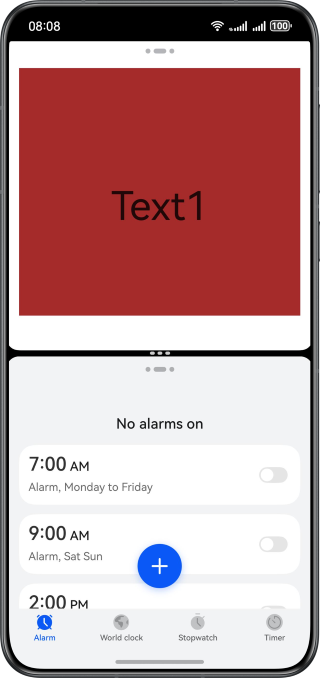 08:08
100
Text1
No alarms on
7:00 AM
Alarm, Monday to Friday
9:00 AM
Alarm, Sat Sun
2:00 PM
Alarm
World clock
Stopwatch
Timer